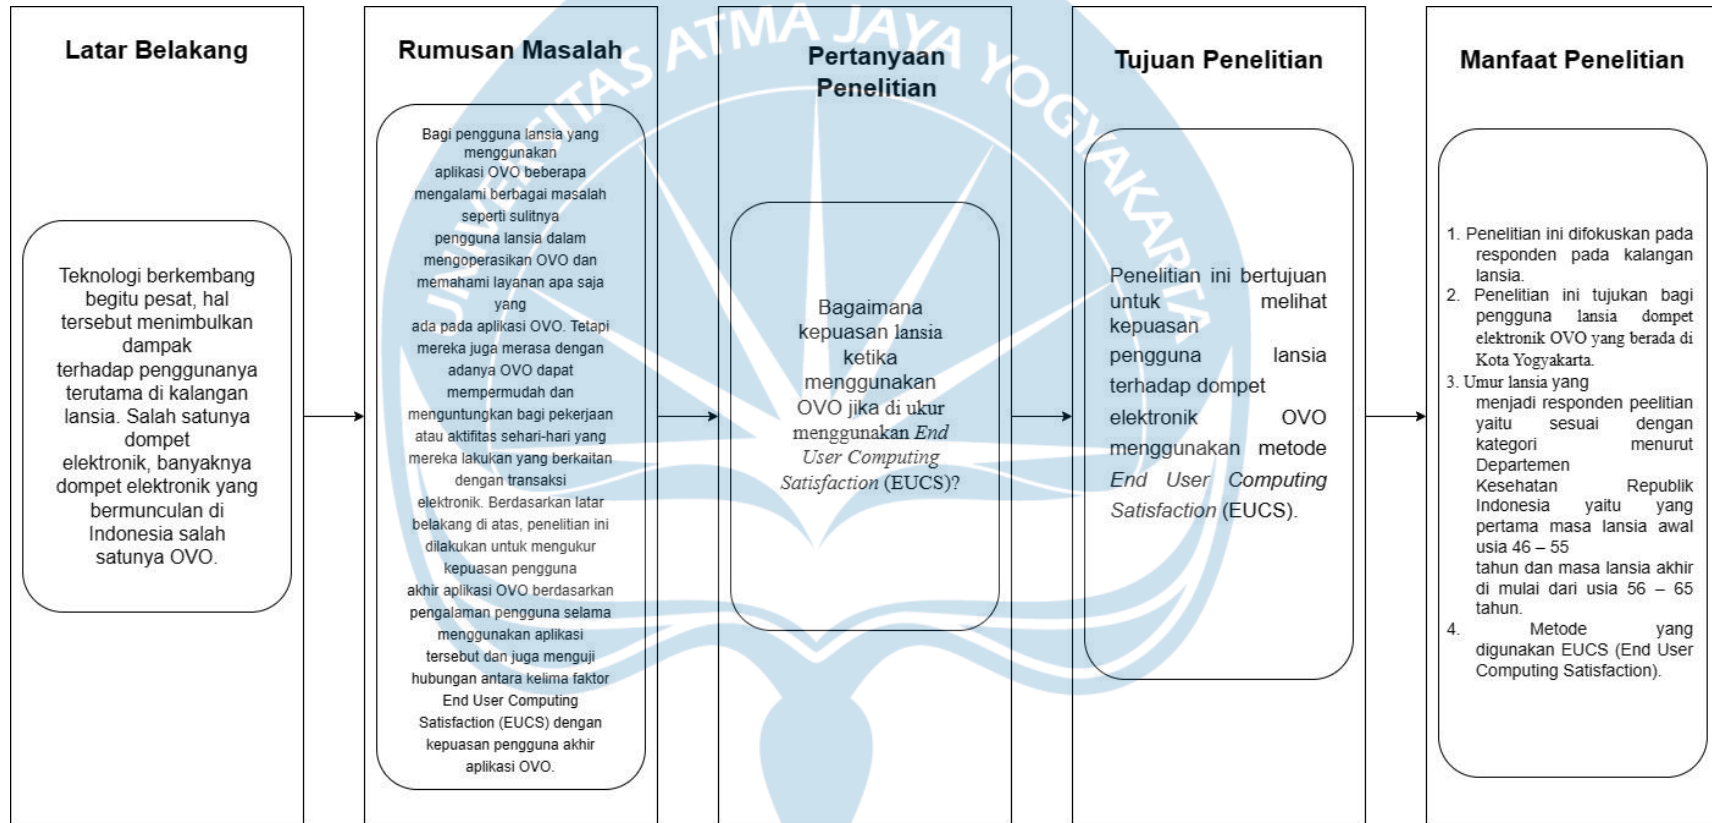 Latar Belakang
Teknologi berkembang
begitu pesat, hal
tersebut menimbulkan
dampak
terhadap penggunanya
terutama di kalangan
lansia. Salah satunya
dompet
elektronik, banyaknya
dompet elektronik yang
bermunculan di
Indonesia salah
satunya OVO.
Rumusan Masalah
Bagi pengguna lansia yang
menggunakan
aplikasi OVO beberapa
mengalami berbagai masalah
seperti sulitnya
pengguna lansia dalam
mengoperasikan OVO dan
memahami layanan apa saja
yang
ada pada aplikasi OVO. Tetapi
mereka juga merasa dengan
adanya OVO dapat
mempermudah dan
menguntungkan bagi pekerjaan
atau aktifitas sehari-hari yang
mereka lakukan yang berkaitan
dengan transaksi
elektronik. Berdasarkan latar
belakang di atas, penelitian ini
dilakukan untuk mengukur
kepuasan pengguna
akhir aplikasi OVO berdasarkan
pengalaman pengguna selama
menggunakan aplikasi
tersebut dan juga menguji
hubungan antara kelima faktor
End User Computing
Satisfaction (EUCS) dengan
kepuasan pengguna akhir
aplikasi OVO.
Pertanyaan
Penelitian
Bagaimana
kepuasan lansia
ketika
menggunakan
OVO jika di ukur
menggunakan End
User Computing
Satisfaction (EUCS)?
Tujuan Penelitian
Penelitian ini bertujuan
untuk melihat
kepuasan
pengguna lansia
terhadap dompet
elektronik OVO
menggunakan metode
End User Computing
Satisfaction (EUCS).
Manfaat Penelitian
1. Penelitian ini difokuskan pada
responden pada kalangan
lansia.
2. Penelitian ini tujukan bagi
pengguna lansia dompet
elektronik OVO yang berada di
Kota Yogyakarta.
3. Umur lansia yang
menjadi responden peelitian
yaitu sesuai dengan
kategori menurut
Departemen
Kesehatan Republik
Indonesia yaitu yang
pertama masa lansia awal
usia 46 – 55
tahun dan masa lansia akhir
di mulai dari usia 56 – 65
tahun.
4. Metode yang
digunakan EUCS (End User
Computing Satisfaction).
UNIVERSITAS ATMA JAYA YOGYAKARTA